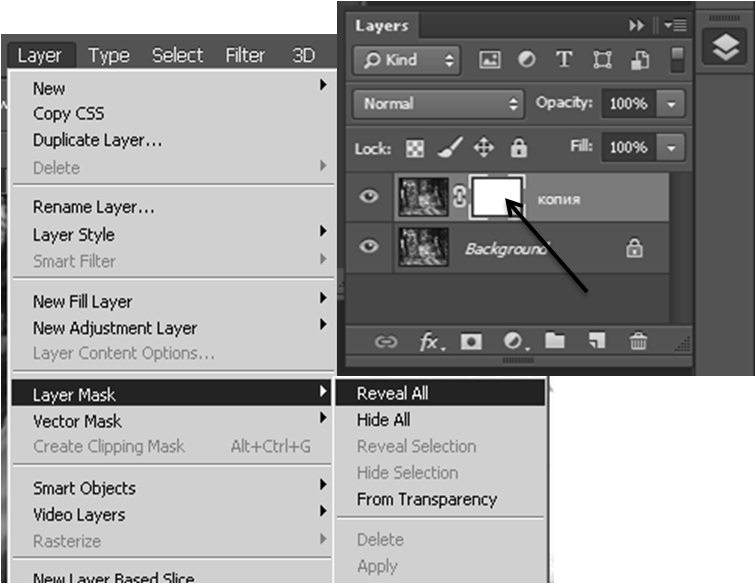 Layer Type Select Filter 3D
New
Copy CSS
Duplicate Layer...
Delete
Rename Layer...
Layer Style
Smart Filter
New Fill Layer
New Adjustment Layer
Layer Content Options...
Layer Mask
Vector Mask
Create Clipping Mask Alt+Ctrl+G
Smart Objects
Video Layers
Rasterize
New Layer Based Slice
Reveal All
Hide All
Reveal Selection
Hide Selection
From Transparency
Delete
Apply
Layers
Kind
Normal Opacity: 100%
Lock: Fill: 100%
копия
Background
fx.